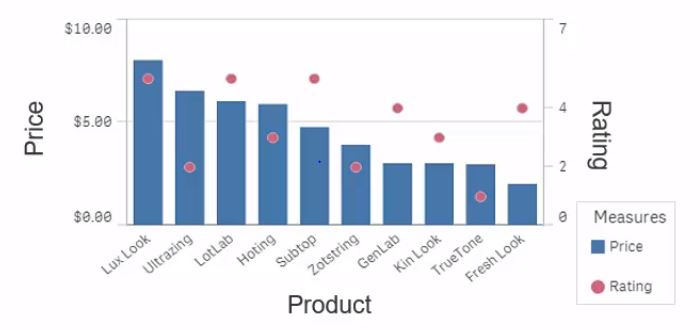 $10.00
$5.00
$0.00
Price
7
4
2
0
Rating
Lux Look
Ultrazing
LotLab
Hoting
Subtop
Zotstring
GenLab
Kin Look
TrueTone
Fresh Look
Product
Measures
Price
Rating